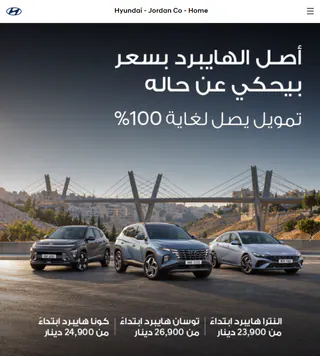 Hyundai - Jordan Co - Home
أصل الهايبرد بسعر
بيحكي عن حاله
تمويل يصل لغاية 100%
النترا هايبرد ابتداءً
من 23,900 دينار
توسان هايبرد ابتداءً
من 26,900 دينار
كونا هايبرد ابتداءً
من 24,900 دينار